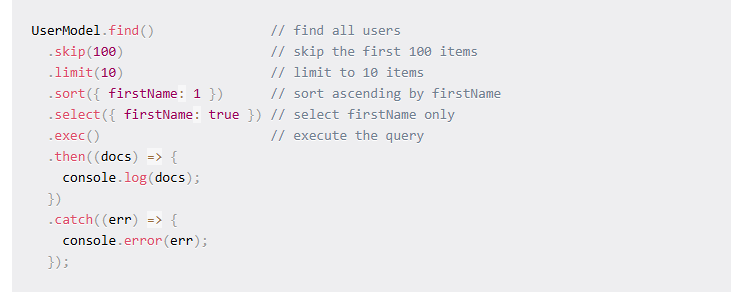 UserModel.find()               // find all users
  .skip(100)                   // skip the first 100 items
  .limit(10)                   // limit to 10 items
  .sort({ firstName: 1 })      // sort ascending by firstName
  .select({ firstName: true }) // select firstName only
  .exec()                      // execute the query
  .then((docs) => {
    console.log(docs);
  })
  .catch((err) => {
    console.error(err);
  });